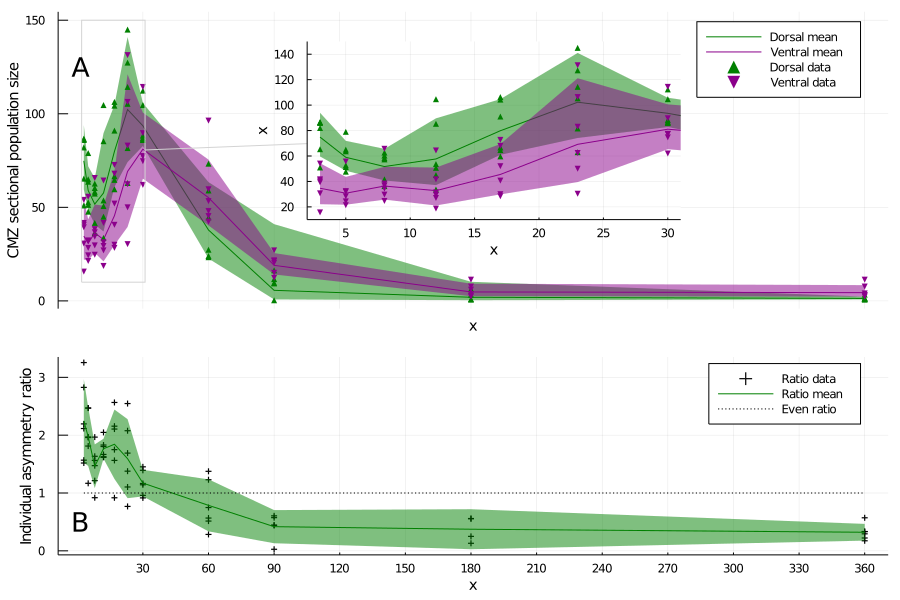 A
CMZ sectional population size
150
100
50
0
x
Dorsal mean
Ventral mean
Dorsal data
Ventral data
x
140
120
100
80
60
40
20
5
10
15
20
25
30
x
B
Individual asymmetry ratio
3
2
1
0
30
60
90
120
150
180
210
240
270
300
330
360
x
Ratio data
Ratio mean
Even ratio